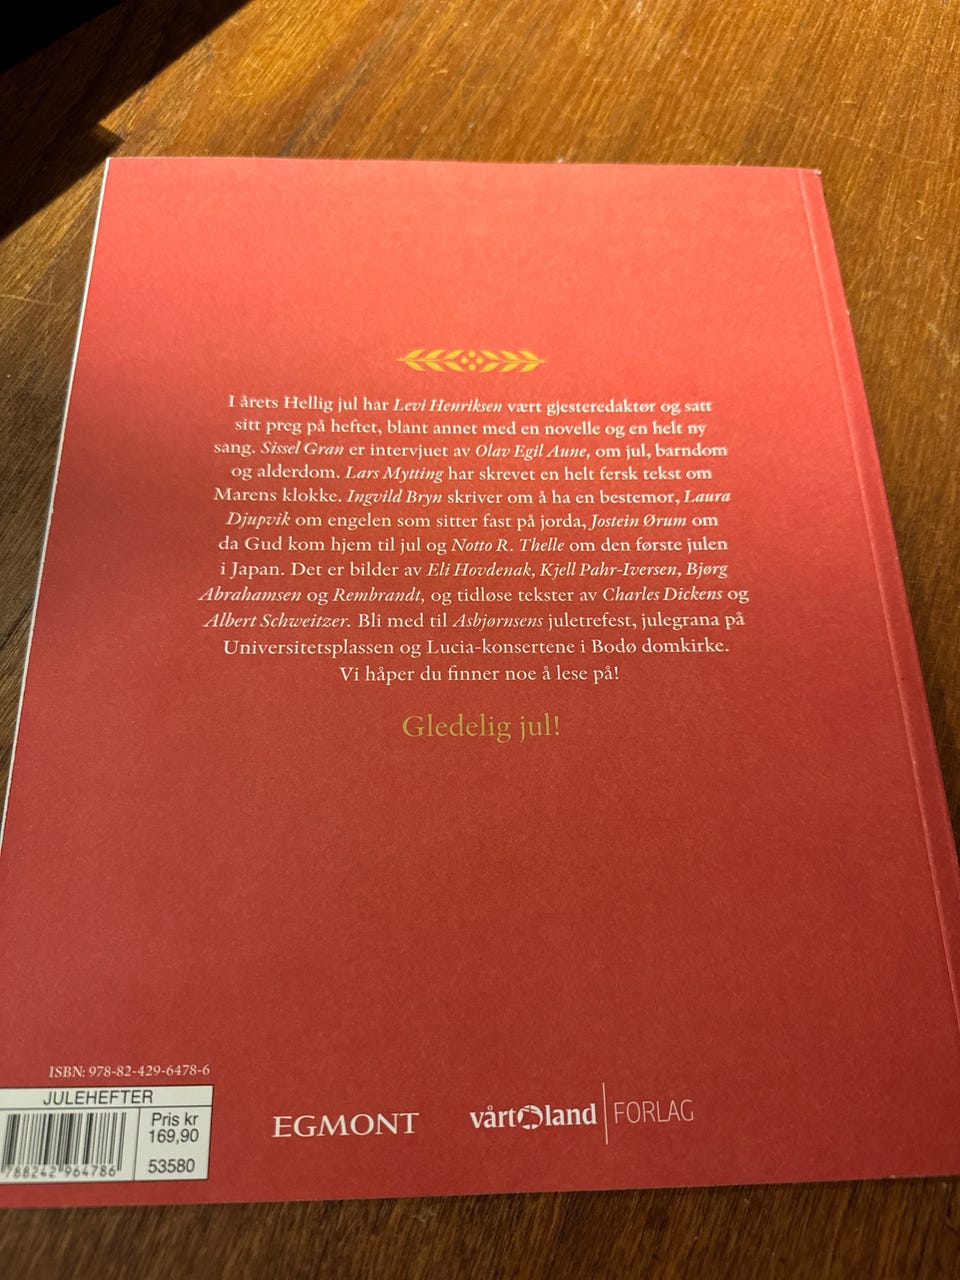 I årets Hellig jul har Levi Henriksen vært gjesteredaktør og satt
sitt preg på heftet, blant annet med en novelle og en helt ny
sang. Sissel Gran er intervjuet av Olav Egil Aune, om jul, barndom
og alderdom. Lars Mytting har skrevet en helt fersk tekst om
Marens klokke. Ingvild Bryn skriver om å ha en bestemor, Laura
Djupvik om engelen som sitter fast på jorda, Jostein Ørum om
da Gud kom hjem til jul og Notto R. Thelle om den første julen
i Japan. Det er bilder av Eli Hovdenak, Kjell Pahr-Iversen, Bjørg
Abrahamsen og Rembrandt, og tidløse tekster av Charles Dickens og
Albert Schweitzer. Bli med til Asbjørnsens juletrefest, julegrana på
Universitetsplassen og Lucia-konsertene i Bodø domkirke.
Vi håper du finner noe å lese på!
Gledelig jul!
ISBN: 978-82-429-6478-6
JULEHEFTER
Pris kr
169,90
53580
788242 964786
EGMONT
vårt land FORLAG